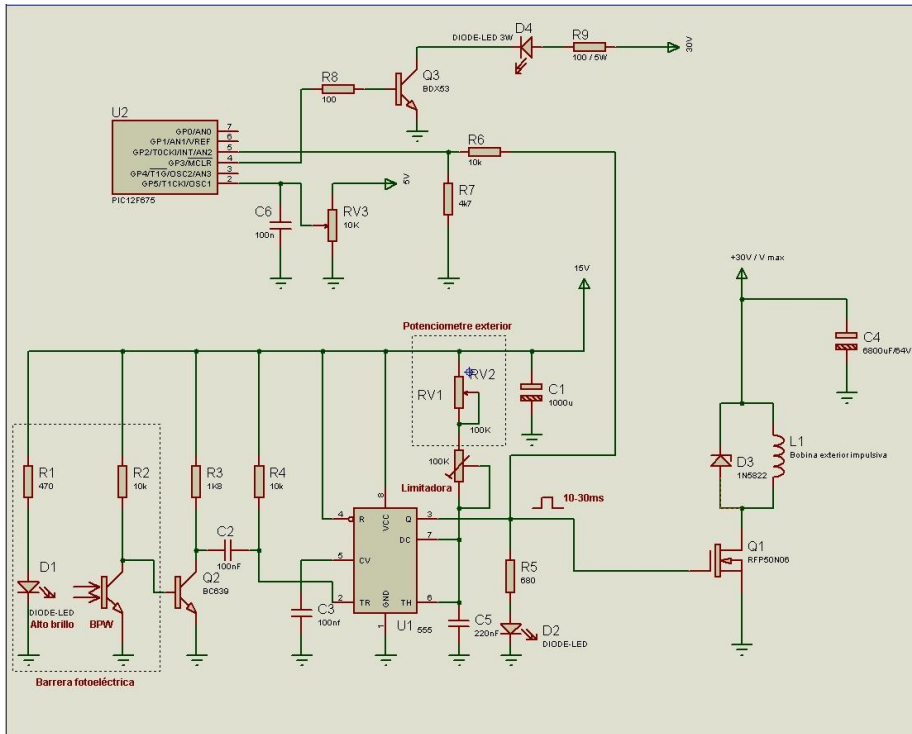 D4
DIODE-LED 3W
R9
100 / 5W
30V
R8
100
Q3
BDX53
U2
GP0/AN0 7
GP1/AN1/VREF 6
GP2/T0CKI/INT/AN2 5
GP3/MCLR 4
GP4/T1G/OSC2/AN3 3
GP5/T1CKI/OSC1 2
PIC12F675
R6
10k
5V
C6
100n
RV3
10K
R7
4k7
+30V / V max
15V
C4
6800uF/64V
Potenciometre exterior
RV2
RV1
100K
C1
1000u
100K
Limitadora
R1
470
R2
10k
R3
1K8
R4
10k
L1
Bobina exterior impulsiva
D3
1N5822
10-30ms
C2
100nF
8
VCC
4 R
Q 3
DC 7
5 CV
2 TR
TH 6
GND
1
U1 555
Q1
RFP50N06
R5
680
D1
DIODE-LED
Alto brillo
BPW
Q2
BC639
C3
100nf
C5
220nF
D2
DIODE-LED
Barrera fotoeléctrica